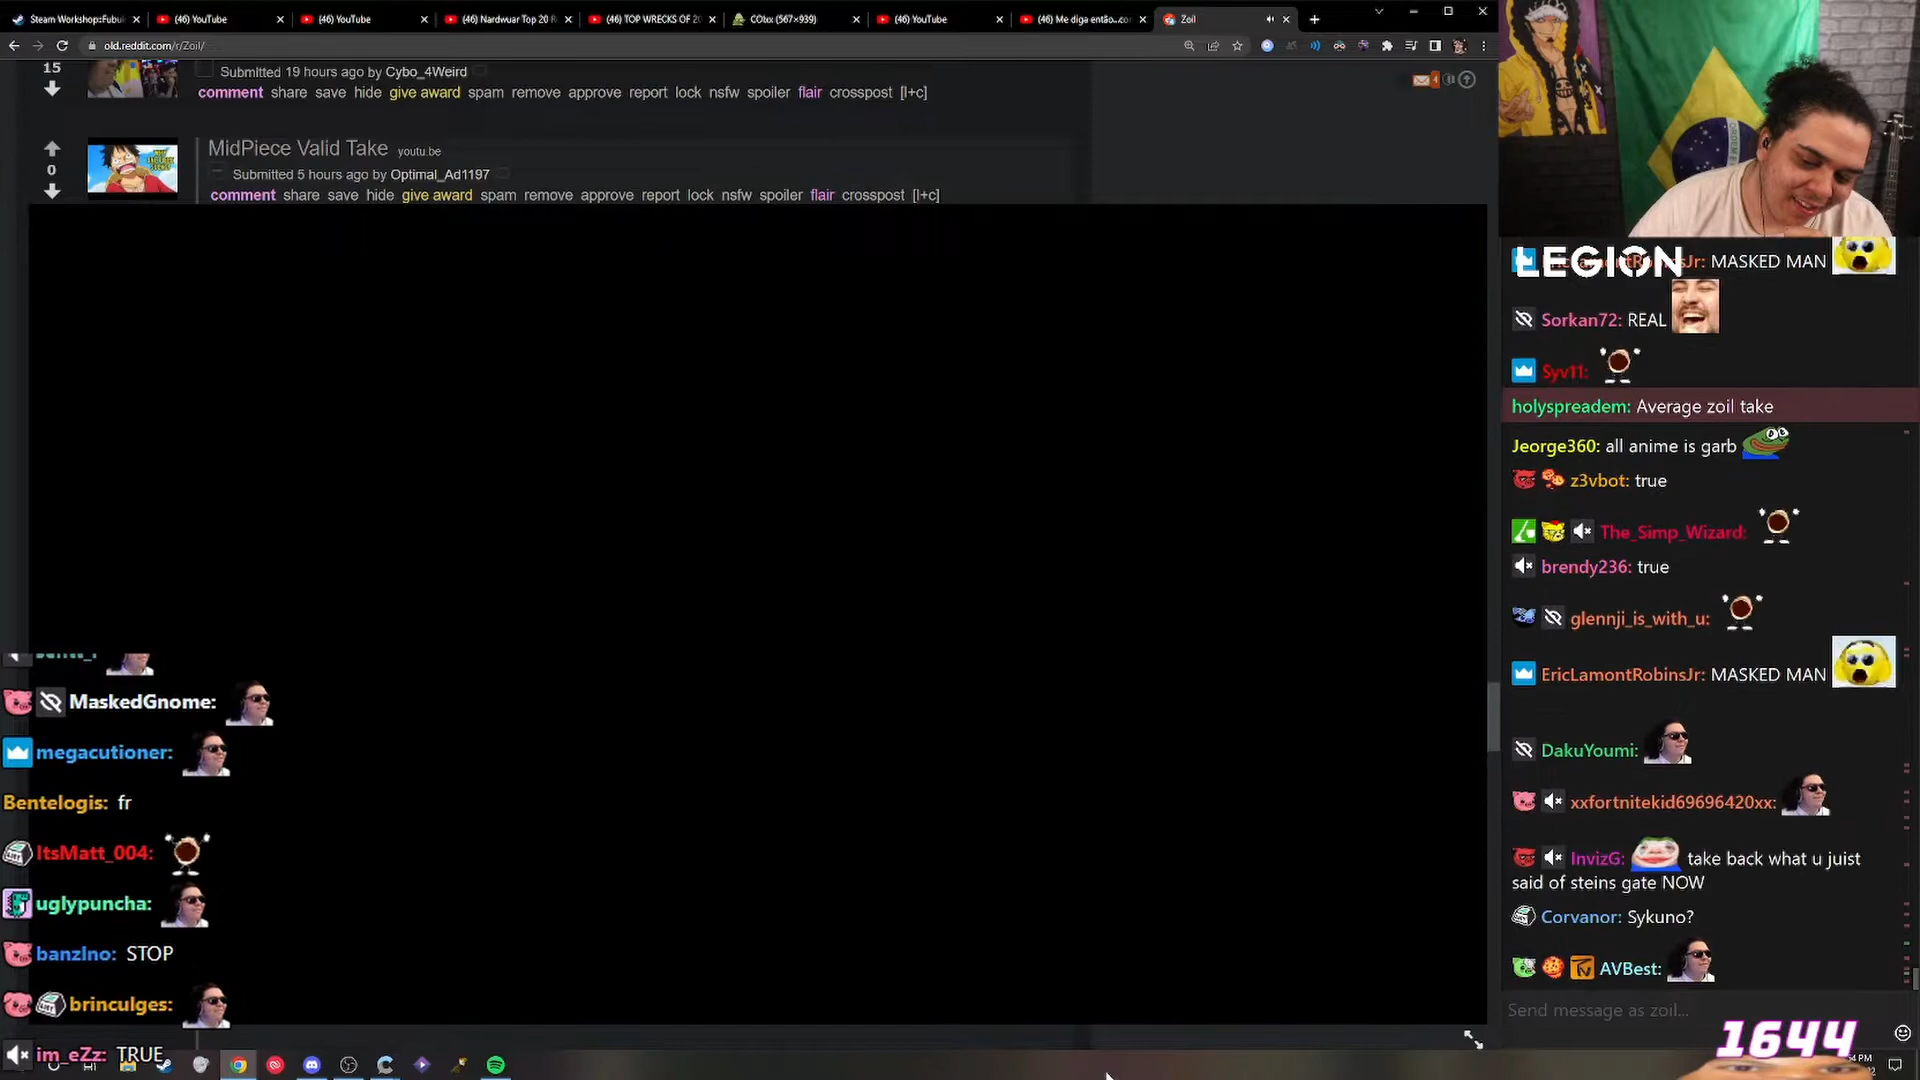 Steam Workshop:Fubuk
(46) YouTube
(46) YouTube
(46) Nardwuar Top 20 R
(46) TOP WRECKS OF 20
COlxx (567×939)
(46) YouTube
(46) Me diga então...cor
Zoil
old.reddit.com/r/Zoil/
15
Submitted 19 hours ago by Cybo_4Weird
comment share save hide give award spam remove approve report lock nsfw spoiler flair crosspost [l+c]
4
MidPiece Valid Take youtu.be
0
Submitted 5 hours ago by Optimal_Ad1197
comment share save hide give award spam remove approve report lock nsfw spoiler flair crosspost [l+c]
MaskedGnome:
megacutioner:
Bentelogis: fr
ItsMatt_004:
uglypuncha:
banzlno: STOP
brinculges:
im_eZz: TRUE
LEGION
MASKED MAN
Sorkan72: REAL
Syv11:
holyspreadem: Average zoil take
Jeorge360: all anime is garb
z3vbot: true
The_Simp_Wizard:
brendy236: true
glennji_is_with_u:
EricLamontRobinsJr: MASKED MAN
DakuYoumi:
xxfortnitekid69696420xx:
InvizG: take back what u juist
said of steins gate NOW
Corvanor: Sykuno?
AVBest:
Send message as zoil...
1644